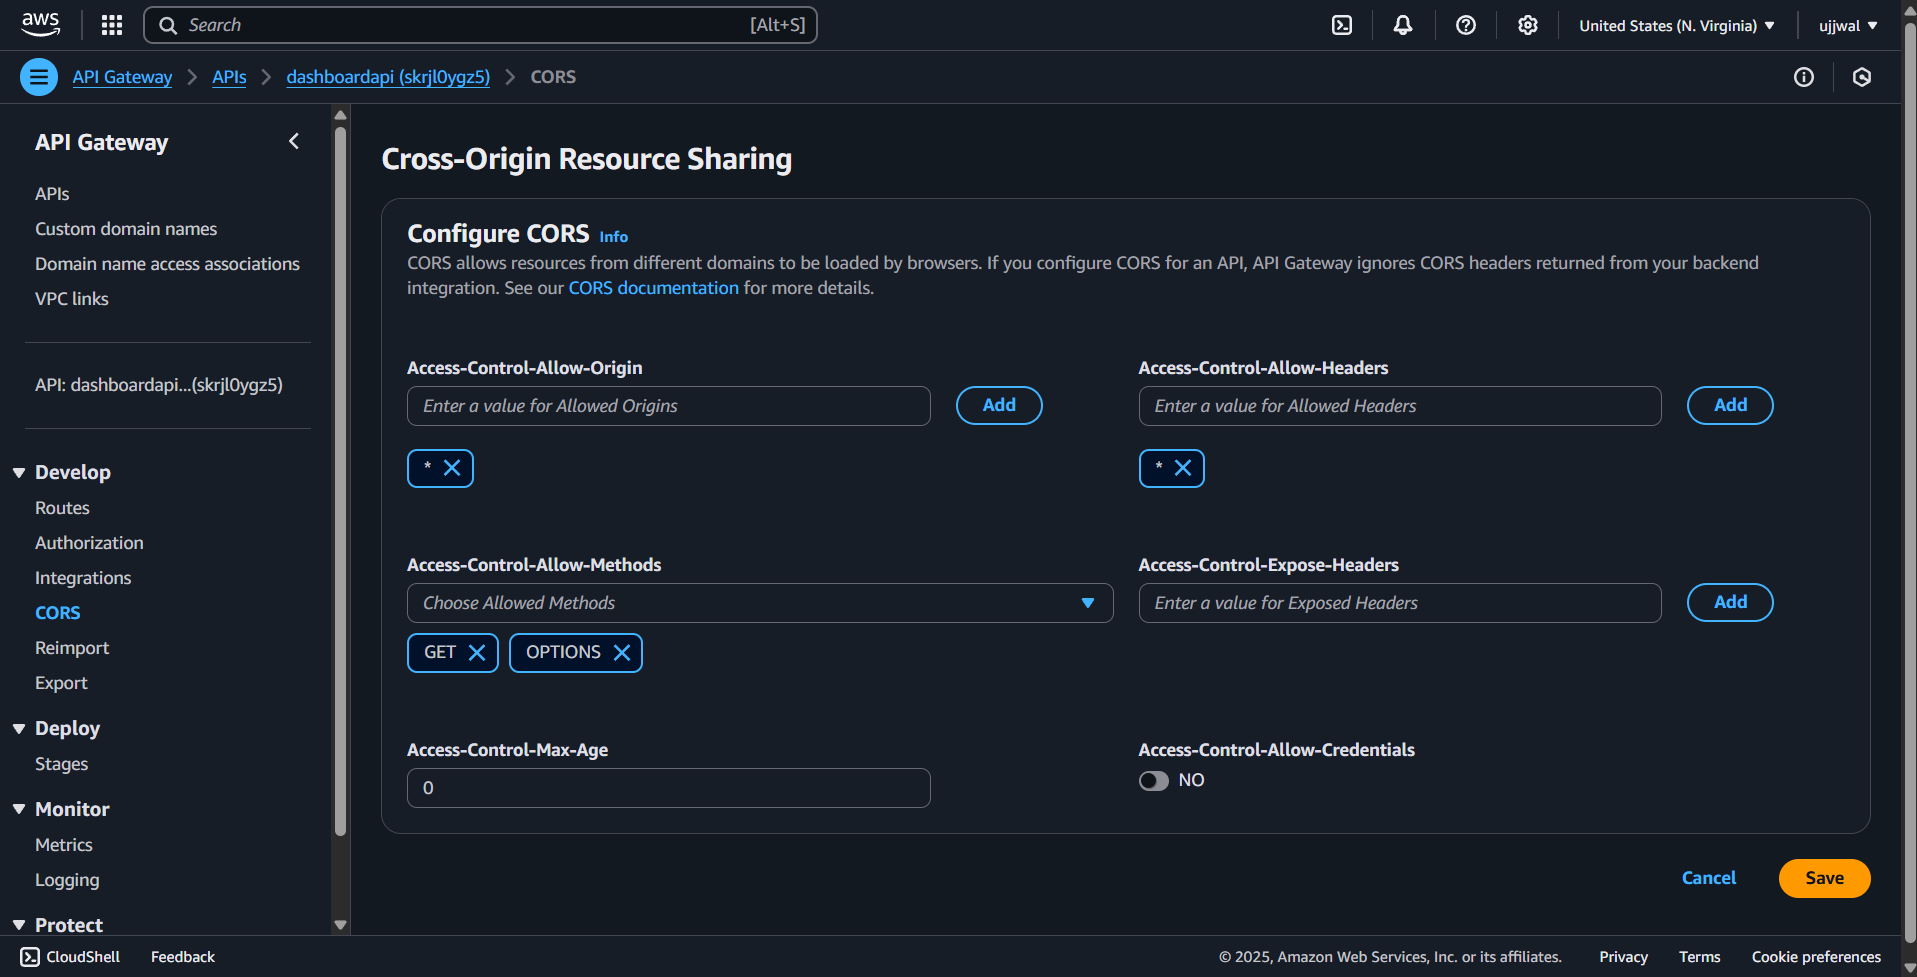 aws
Search [Alt+S]
United States (N. Virginia)
ujjwal
API Gateway > APIs > dashboardapi (skrjl0ygz5) > CORS
API Gateway
APIs
Custom domain names
Domain name access associations
VPC links
API: dashboardapi...(skrjl0ygz5)
Develop
Routes
Authorization
Integrations
CORS
Reimport
Export
Deploy
Stages
Monitor
Metrics
Logging
Protect
Cross-Origin Resource Sharing
Configure CORS Info
CORS allows resources from different domains to be loaded by browsers. If you configure CORS for an API, API Gateway ignores CORS headers returned from your backend
integration. See our CORS documentation for more details.
Access-Control-Allow-Origin
Enter a value for Allowed Origins
Add
*
Access-Control-Allow-Headers
Enter a value for Allowed Headers
Add
*
Access-Control-Allow-Methods
Choose Allowed Methods
GET
OPTIONS
Access-Control-Expose-Headers
Enter a value for Exposed Headers
Add
Access-Control-Max-Age
0
Access-Control-Allow-Credentials
NO
Cancel
Save
CloudShell
Feedback
© 2025, Amazon Web Services, Inc. or its affiliates.
Privacy
Terms
Cookie preferences